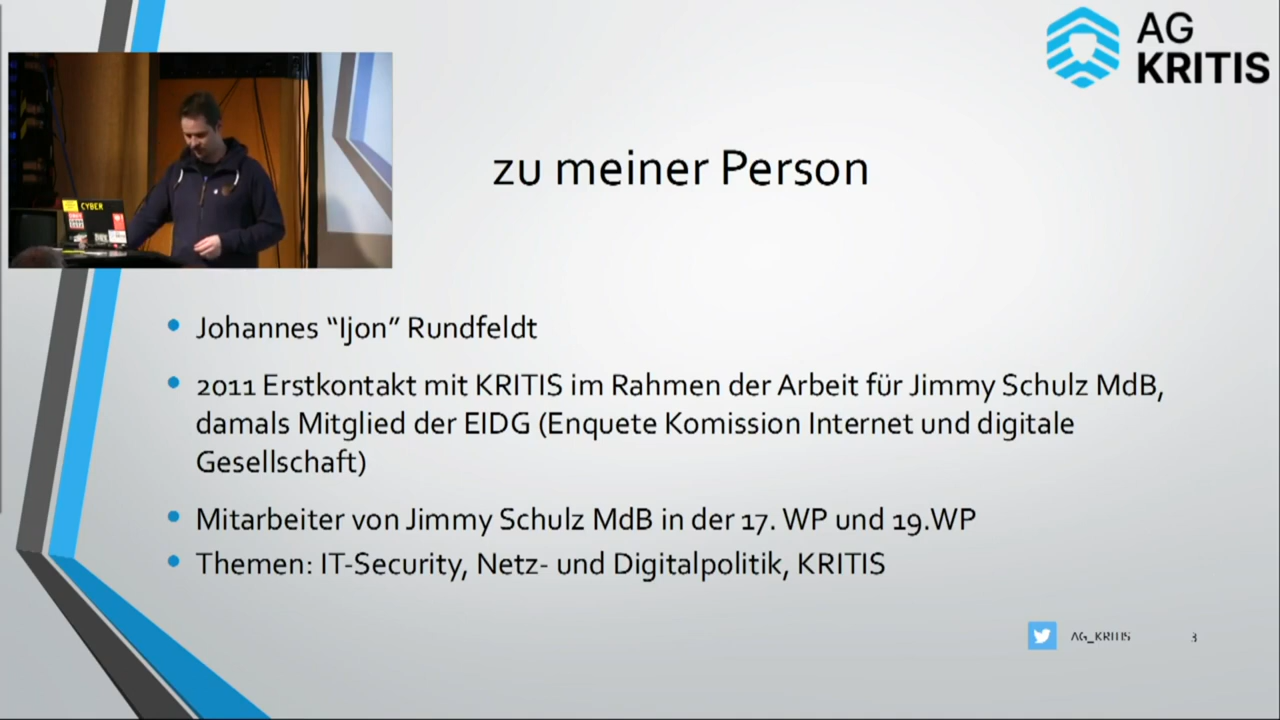 AG
KRITIS
CYBER
zu meiner Person
Johannes “Ijon” Rundfeldt
2011 Erstkontakt mit KRITIS im Rahmen der Arbeit für Jimmy Schulz MdB,
damals Mitglied der EIDG (Enquete Komission Internet und digitale
Gesellschaft)
Mitarbeiter von Jimmy Schulz MdB in der 17. WP und 19.WP
Themen: IT-Security, Netz- und Digitalpolitik, KRITIS
AG_KRITIS
3